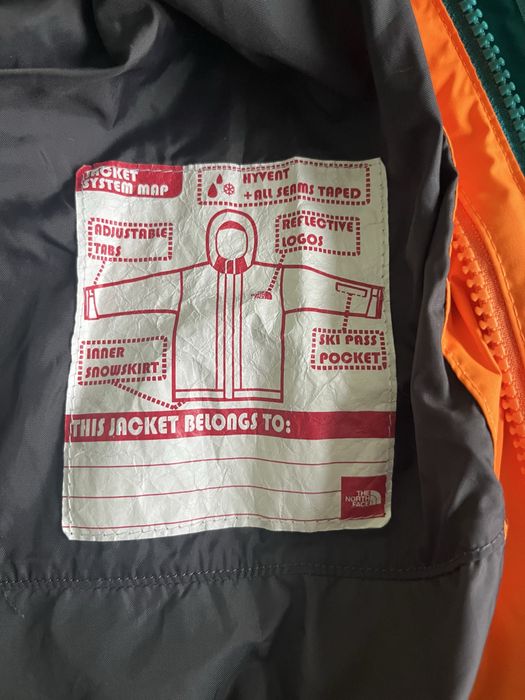 JACKET
SYSTEM MAP
HYVENT
+ ALL SEAMS TAPED
ADJUSTABLE
TABS
REFLECTIVE
LOGOS
INNER
SNOWSKIRT
SKI PASS
POCKET
THIS JACKET BELONGS TO:
THE
NORTH
FACE